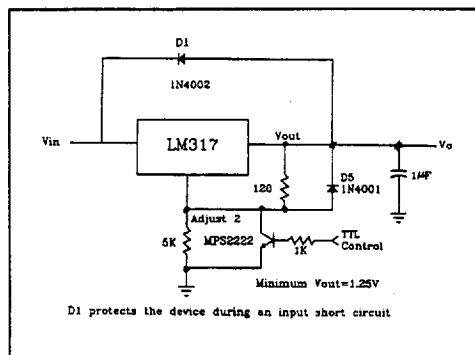 D1
1N4002
Vin
LM317
Vout
Vo
D5
1N4001
1µF
120
Adjust 2
5K
MPS2222
1K
TTL
Control
Minimum Vout=1.25V
D1 protects the device during an input short circuit